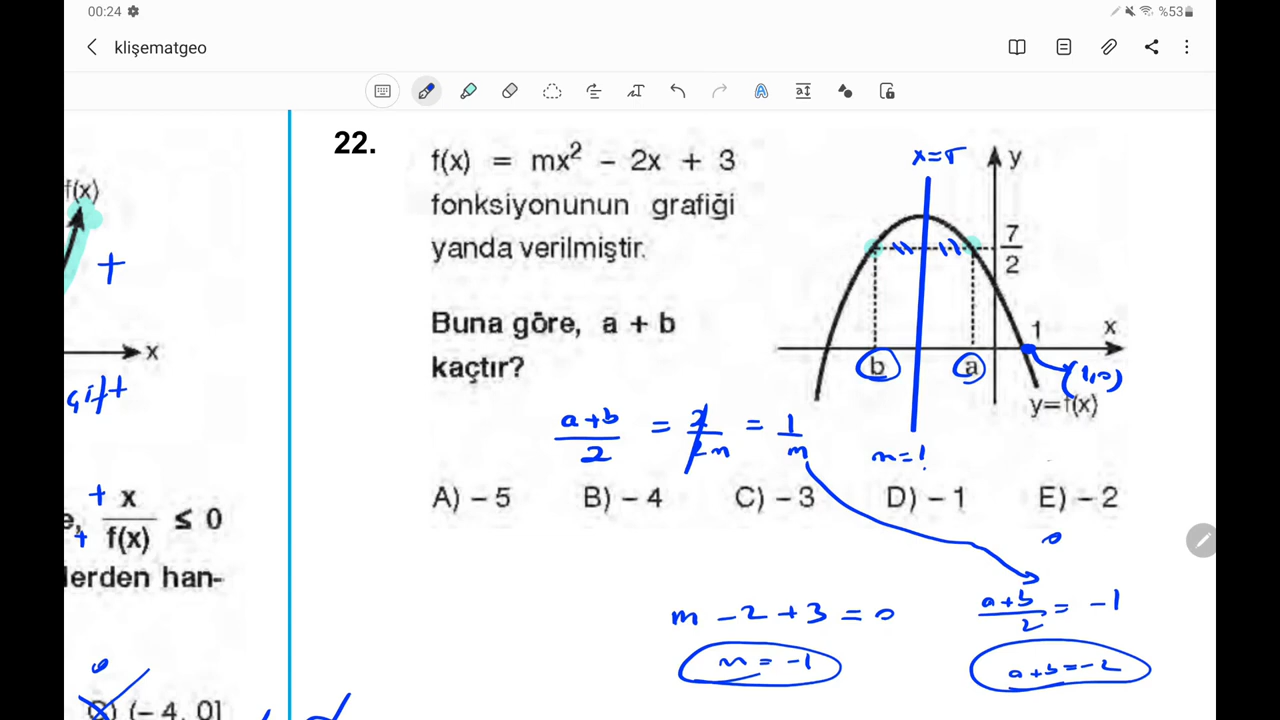 00:24
%53
klişematgeo
f(x)
+
x
çift
+ x
e, f(x) ≤ 0
+
lerden han-
(– 4, 0]
22.
f(x) = mx² – 2x + 3
fonksiyonunun grafiği
yanda verilmiştir.
Buna göre, a + b
kaçtır?
x=r
y
7
2
1
x
b
a
(1,0)
y=f(x)
a+b/2 = 2/2m = 1/m
A) – 5 B) – 4 C) – 3 D) – 1 E) – 2
m – 2 + 3 = 0
m = –1
a+b/2 = –1
a+b=–2